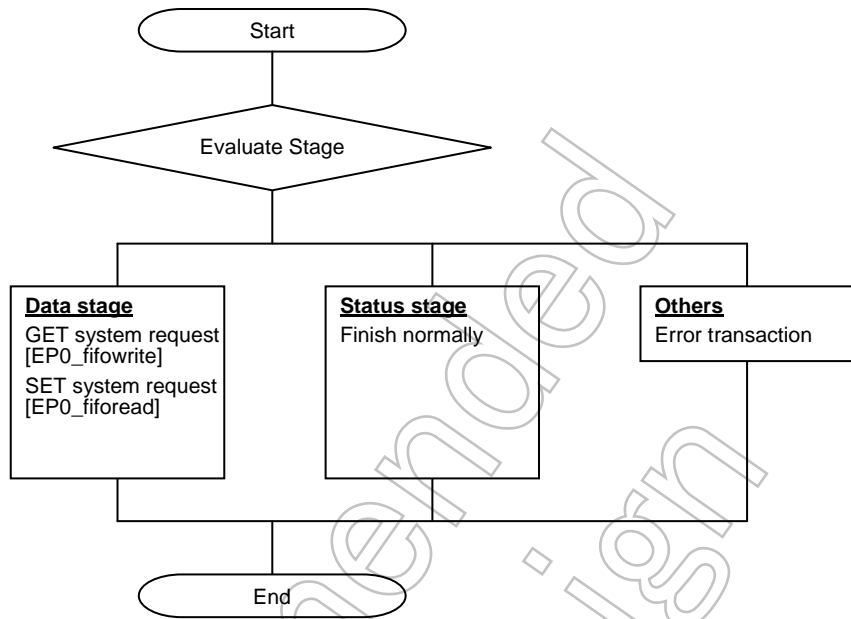 Start
Evaluate Stage
Data stage
GET system request
[EP0_fifowrite]
SET system request
[EP0_fiforead]
Status stage
Finish normally
Others
Error transaction
End